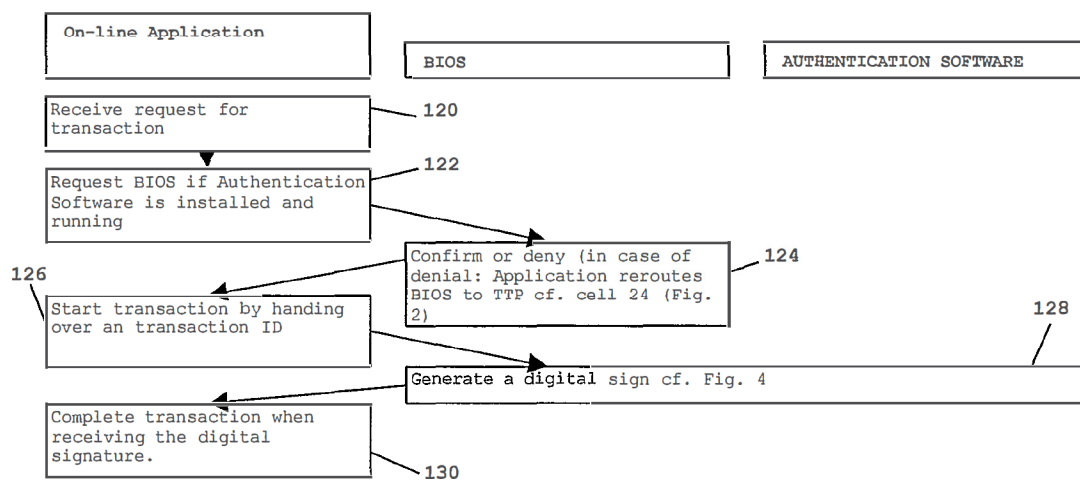 On-line Application
BIOS
AUTHENTICATION SOFTWARE
Receive request for
transaction
120
122
Request BIOS if Authentication
Software is installed and
running
Confirm or deny (in case of
denial: Application reroutes
BIOS to TTP cf. cell 24 (Fig.
2)
124
126
Start transaction by handing
over an transaction ID
128
Generate a digital sign cf. Fig. 4
Complete transaction when
receiving the digital
signature.
130